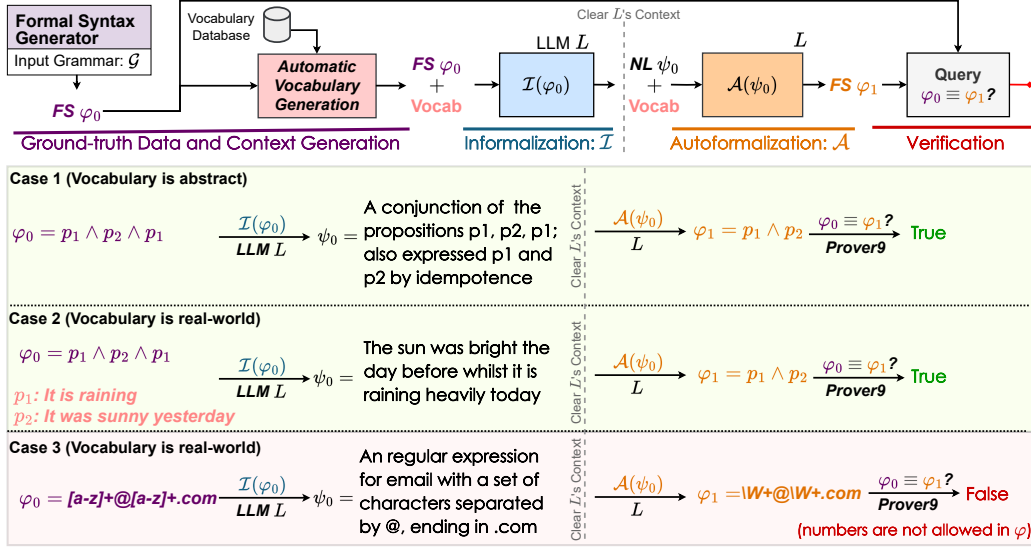 Formal Syntax
Generator
Input Grammar: 𝒢
FS φ₀
Vocabulary
Database
Automatic
Vocabulary
Generation
FS φ₀
+
Vocab
LLM L
ℐ(φ₀)
Clear L's Context
NL ψ₀
+
Vocab
L
𝒜(ψ₀)
FS φ₁
Query
φ₀ ≡ φ₁?
Ground-truth Data and Context Generation
Informalization: ℐ
Autoformalization: 𝒜
Verification
Case 1 (Vocabulary is abstract)
φ₀ = p₁ ∧ p₂ ∧ p₁
ℐ(φ₀)
LLM L
ψ₀ =
A conjunction of the
propositions p1, p2, p1;
also expressed p1 and
p2 by idempotence
Clear L's Context
𝒜(ψ₀)
L
φ₁ = p₁ ∧ p₂
φ₀ ≡ φ₁?
Prover9
True
Case 2 (Vocabulary is real-world)
φ₀ = p₁ ∧ p₂ ∧ p₁
p₁: It is raining
p₂: It was sunny yesterday
ℐ(φ₀)
LLM L
ψ₀ =
The sun was bright the
day before whilst it is
raining heavily today
Clear L's Context
𝒜(ψ₀)
L
φ₁ = p₁ ∧ p₂
φ₀ ≡ φ₁?
Prover9
True
Case 3 (Vocabulary is real-world)
φ₀ = [a-z]+@[a-z]+.com
ℐ(φ₀)
LLM L
ψ₀ =
An regular expression
for email with a set of
characters separated
by @, ending in .com
Clear L's Context
𝒜(ψ₀)
L
φ₁ =\W+@\W+.com
φ₀ ≡ φ₁?
Prover9
False
(numbers are not allowed in φ)